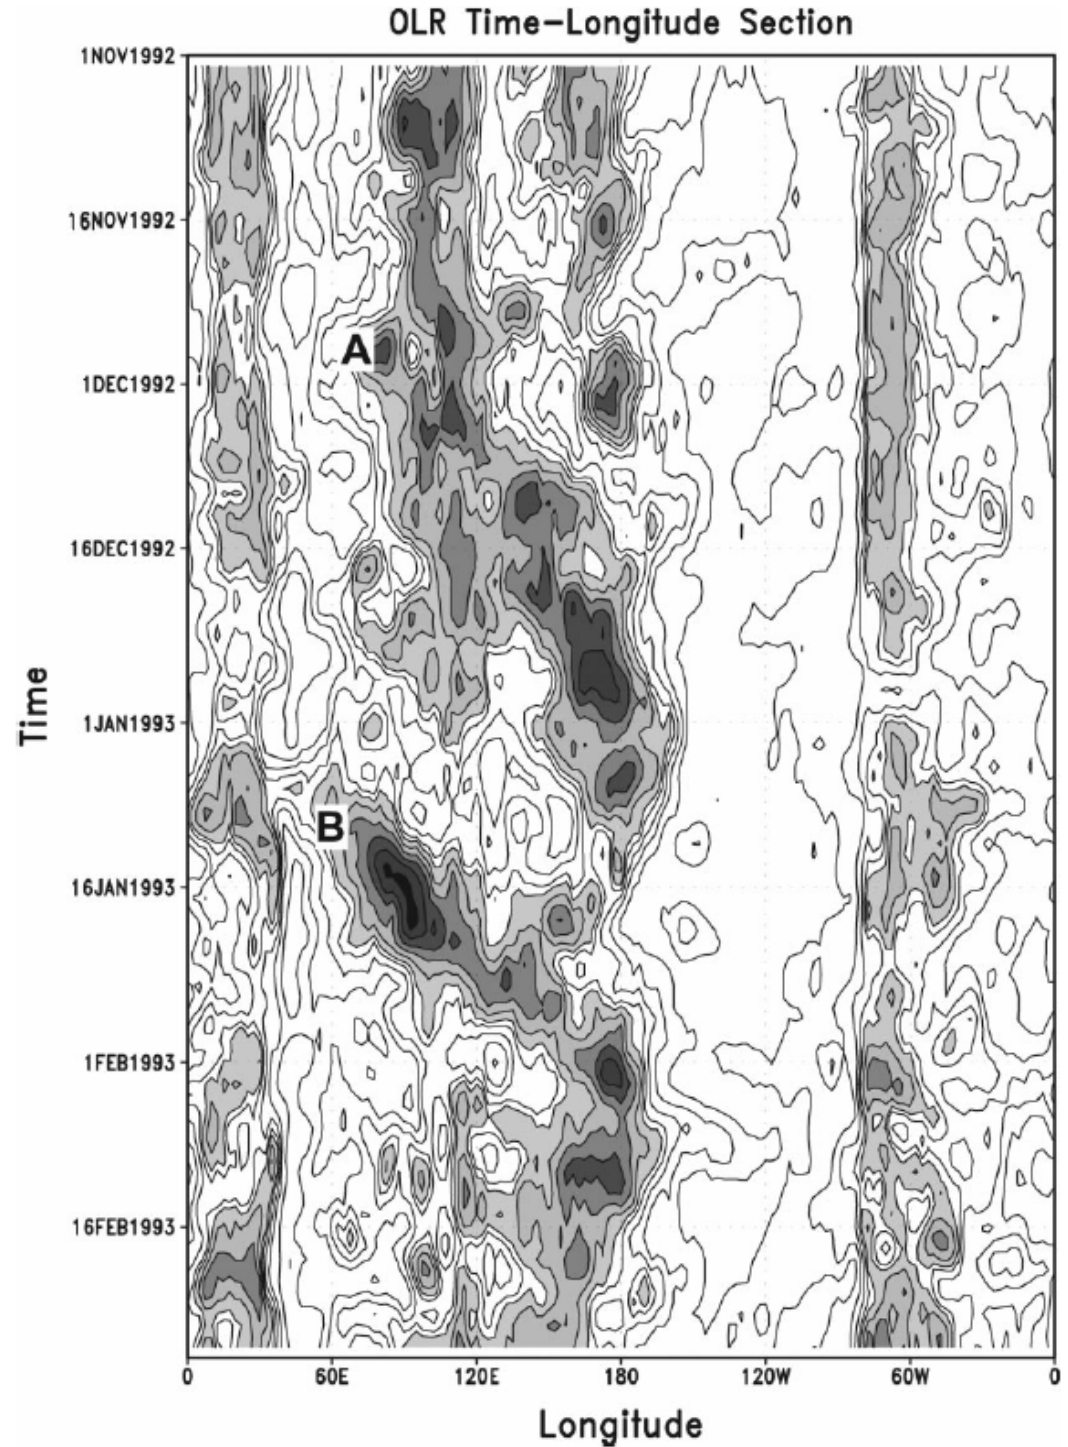 OLR Time-Longitude Section
1NOV1992
16NOV1992
A
1DEC1992
16DEC1992
Time
1JAN1993
B
16JAN1993
1FEB1993
16FEB1993
0 60E 120E 180 120W 60W 0
Longitude